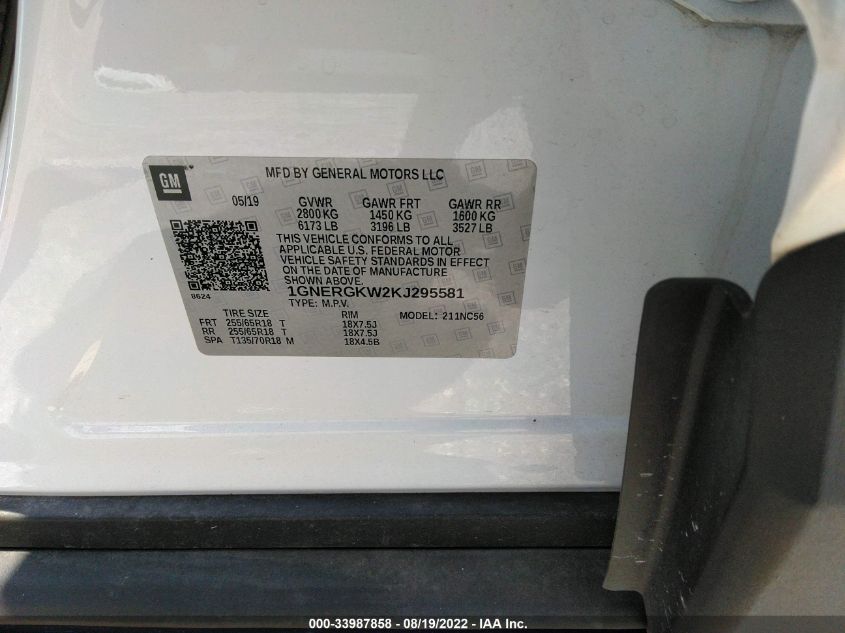 GM
MFD BY GENERAL MOTORS LLC
05/19 GVWR GAWR FRT GAWR RR
2800 KG 1450 KG 1600 KG
6173 LB 3196 LB 3527 LB
THIS VEHICLE CONFORMS TO ALL
APPLICABLE U.S. FEDERAL MOTOR
VEHICLE SAFETY STANDARDS IN EFFECT
ON THE DATE OF MANUFACTURE
SHOWN ABOVE.
8624
1GNERGKW2KJ295581
TYPE: M.P.V.
TIRE SIZE RIM MODEL: 211NC56
FRT 255/65R18 T 18X7.5J
RR 255/65R18 T 18X7.5J
SPA T135/70R18 M 18X4.5B
000-33987858 - 08/19/2022 - IAA Inc.